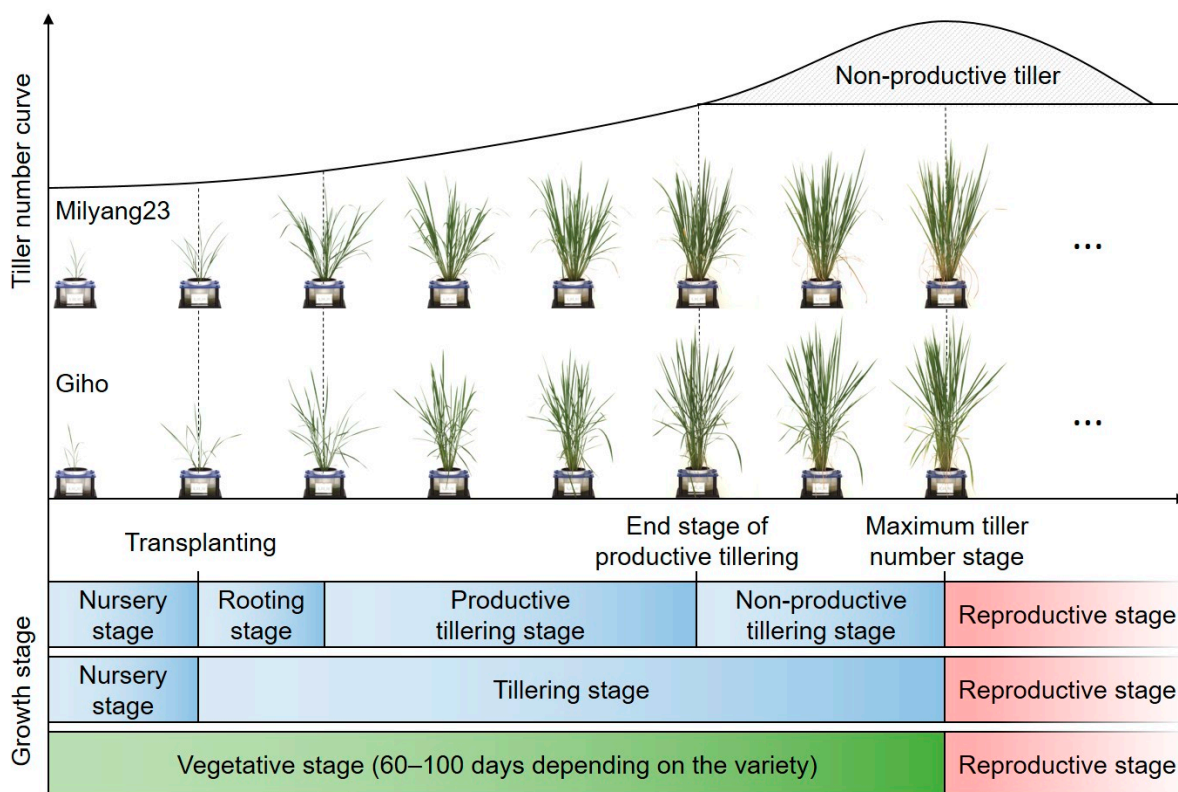 Tiller number curve
Non-productive tiller
Milyang23
...
Giho
...
Transplanting
End stage of
productive tillering
Maximum tiller
number stage
Growth stage
Nursery
stage
Rooting
stage
Productive
tillering stage
Non-productive
tillering stage
Reproductive stage
Nursery
stage
Tillering stage
Reproductive stage
Vegetative stage (60–100 days depending on the variety)
Reproductive stage